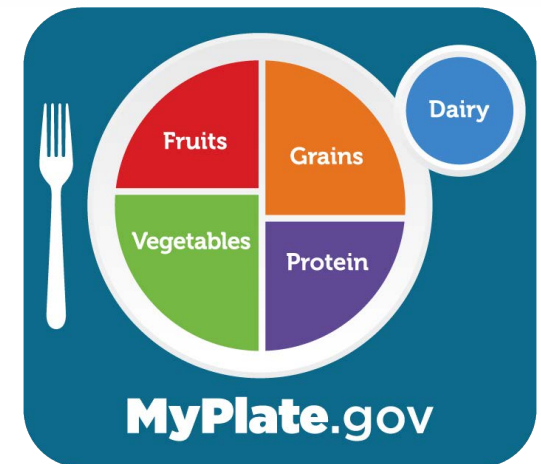 Dairy
Fruits
Grains
Vegetables
Protein
MyPlate.gov